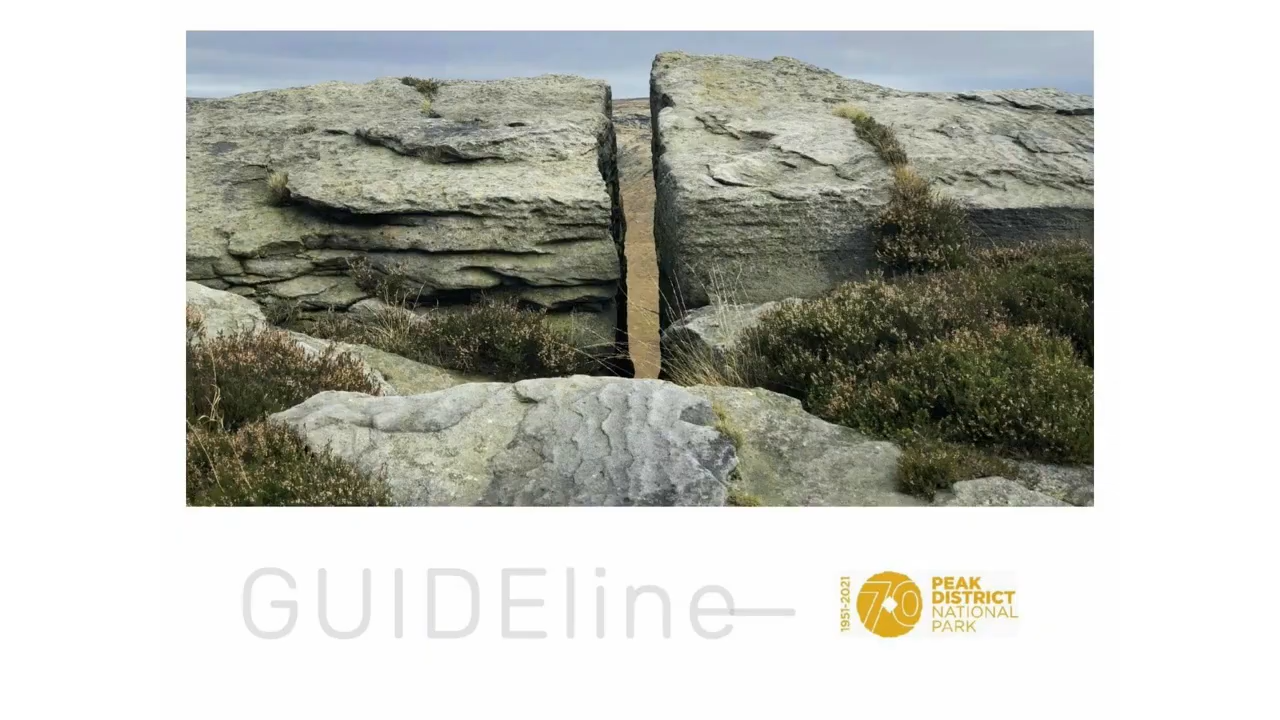 GUIDEline
1951-2021
70
PEAK
DISTRICT
NATIONAL
PARK